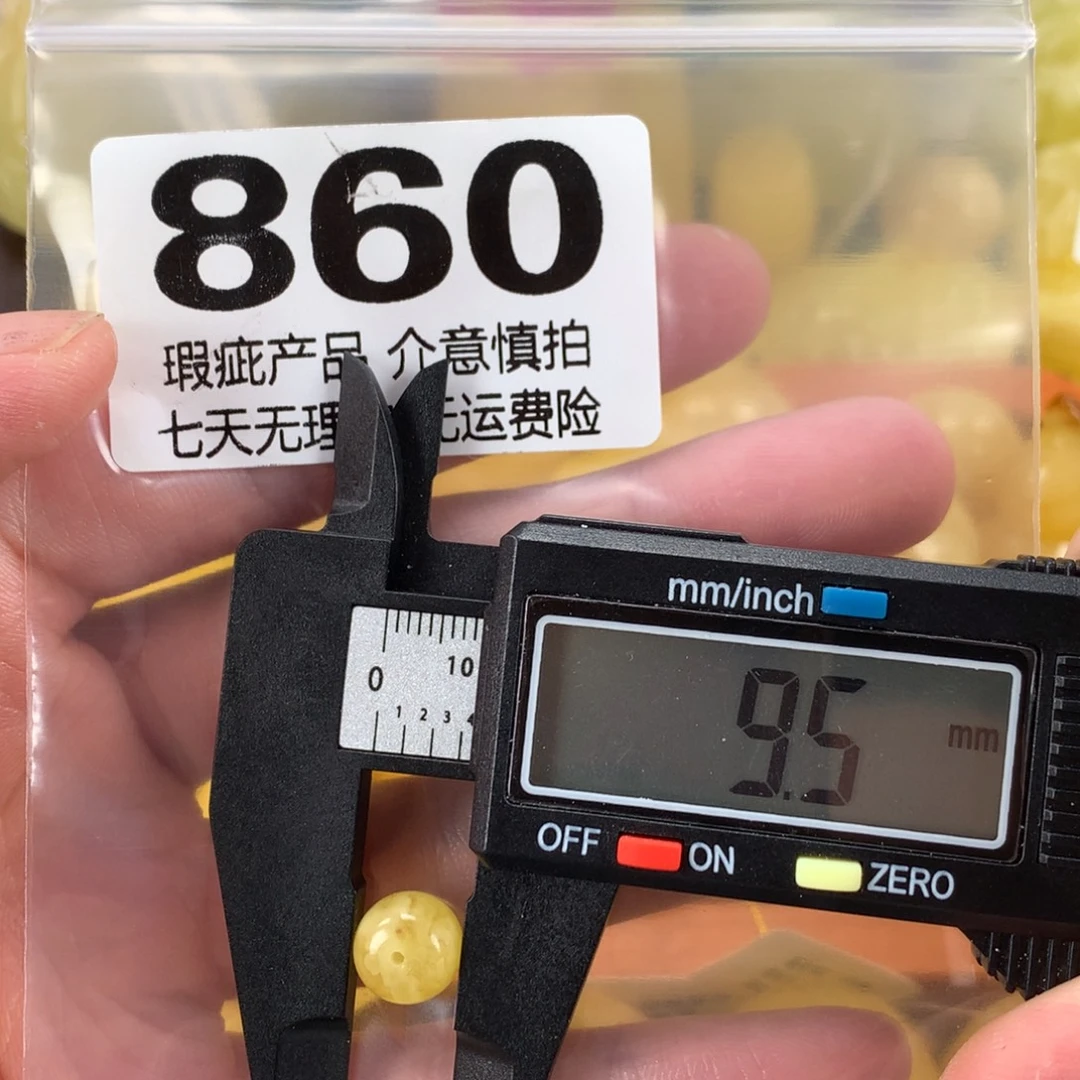 860
瑕疵产品 介意慎拍
七天无理 无运费险
mm/inch
0 10
1 2 3
9.5 mm
OFF ON ZERO